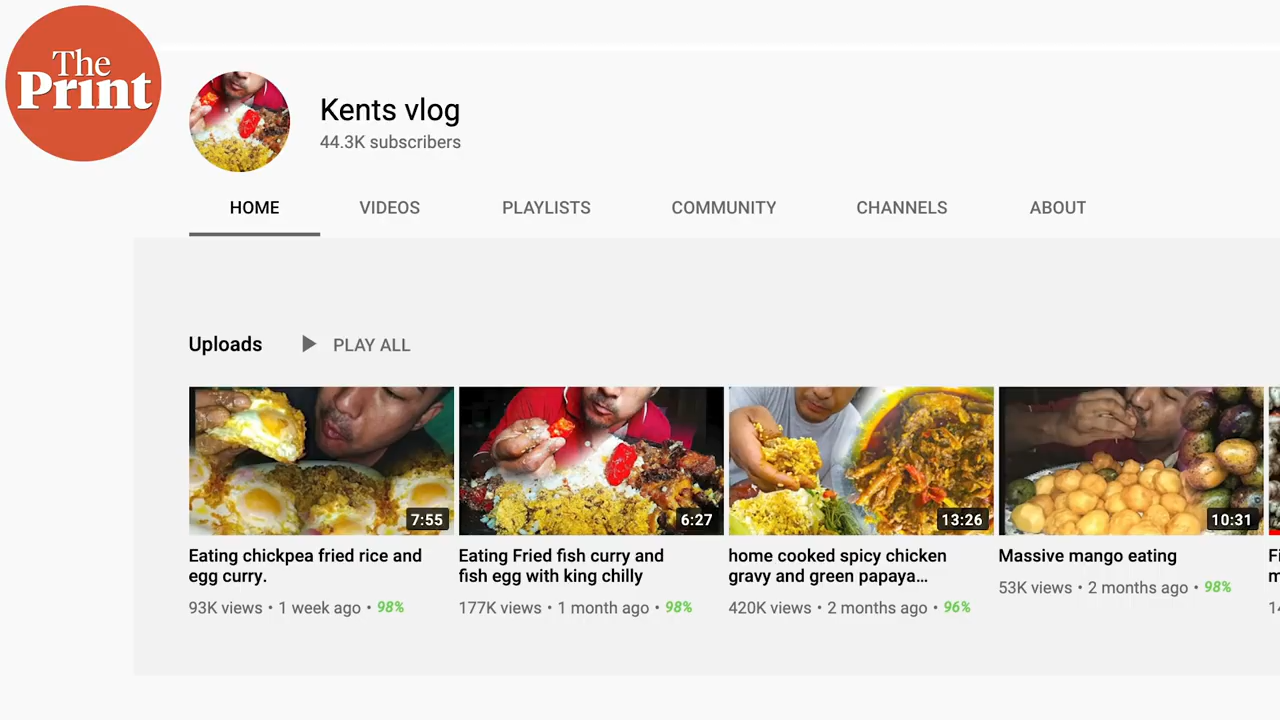 The
Print
Kents vlog
44.3K subscribers
HOME VIDEOS PLAYLISTS COMMUNITY CHANNELS ABOUT
Uploads PLAY ALL
7:55 6:27 13:26 10:31
Eating chickpea fried rice and
egg curry.
93K views • 1 week ago • 98%
Eating Fried fish curry and
fish egg with king chilly
177K views • 1 month ago • 98%
home cooked spicy chicken
gravy and green papaya...
420K views • 2 months ago • 96%
Massive mango eating
53K views • 2 months ago • 98%